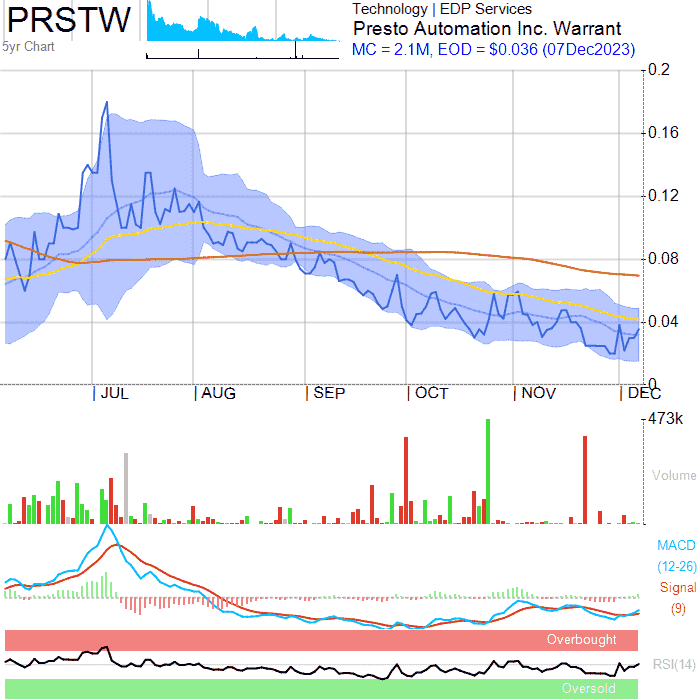 PRSTW
Technology | EDP Services
Presto Automation Inc. Warrant
5yr Chart
MC = 2.1M, EOD = $0.036 (07Dec2023)
0.2
0.16
0.12
0.08
0.04
0
JUL AUG SEP OCT NOV DEC
473k
Volume
MACD
(12-26)
Signal
(9)
Overbought
RSI(14)
Oversold